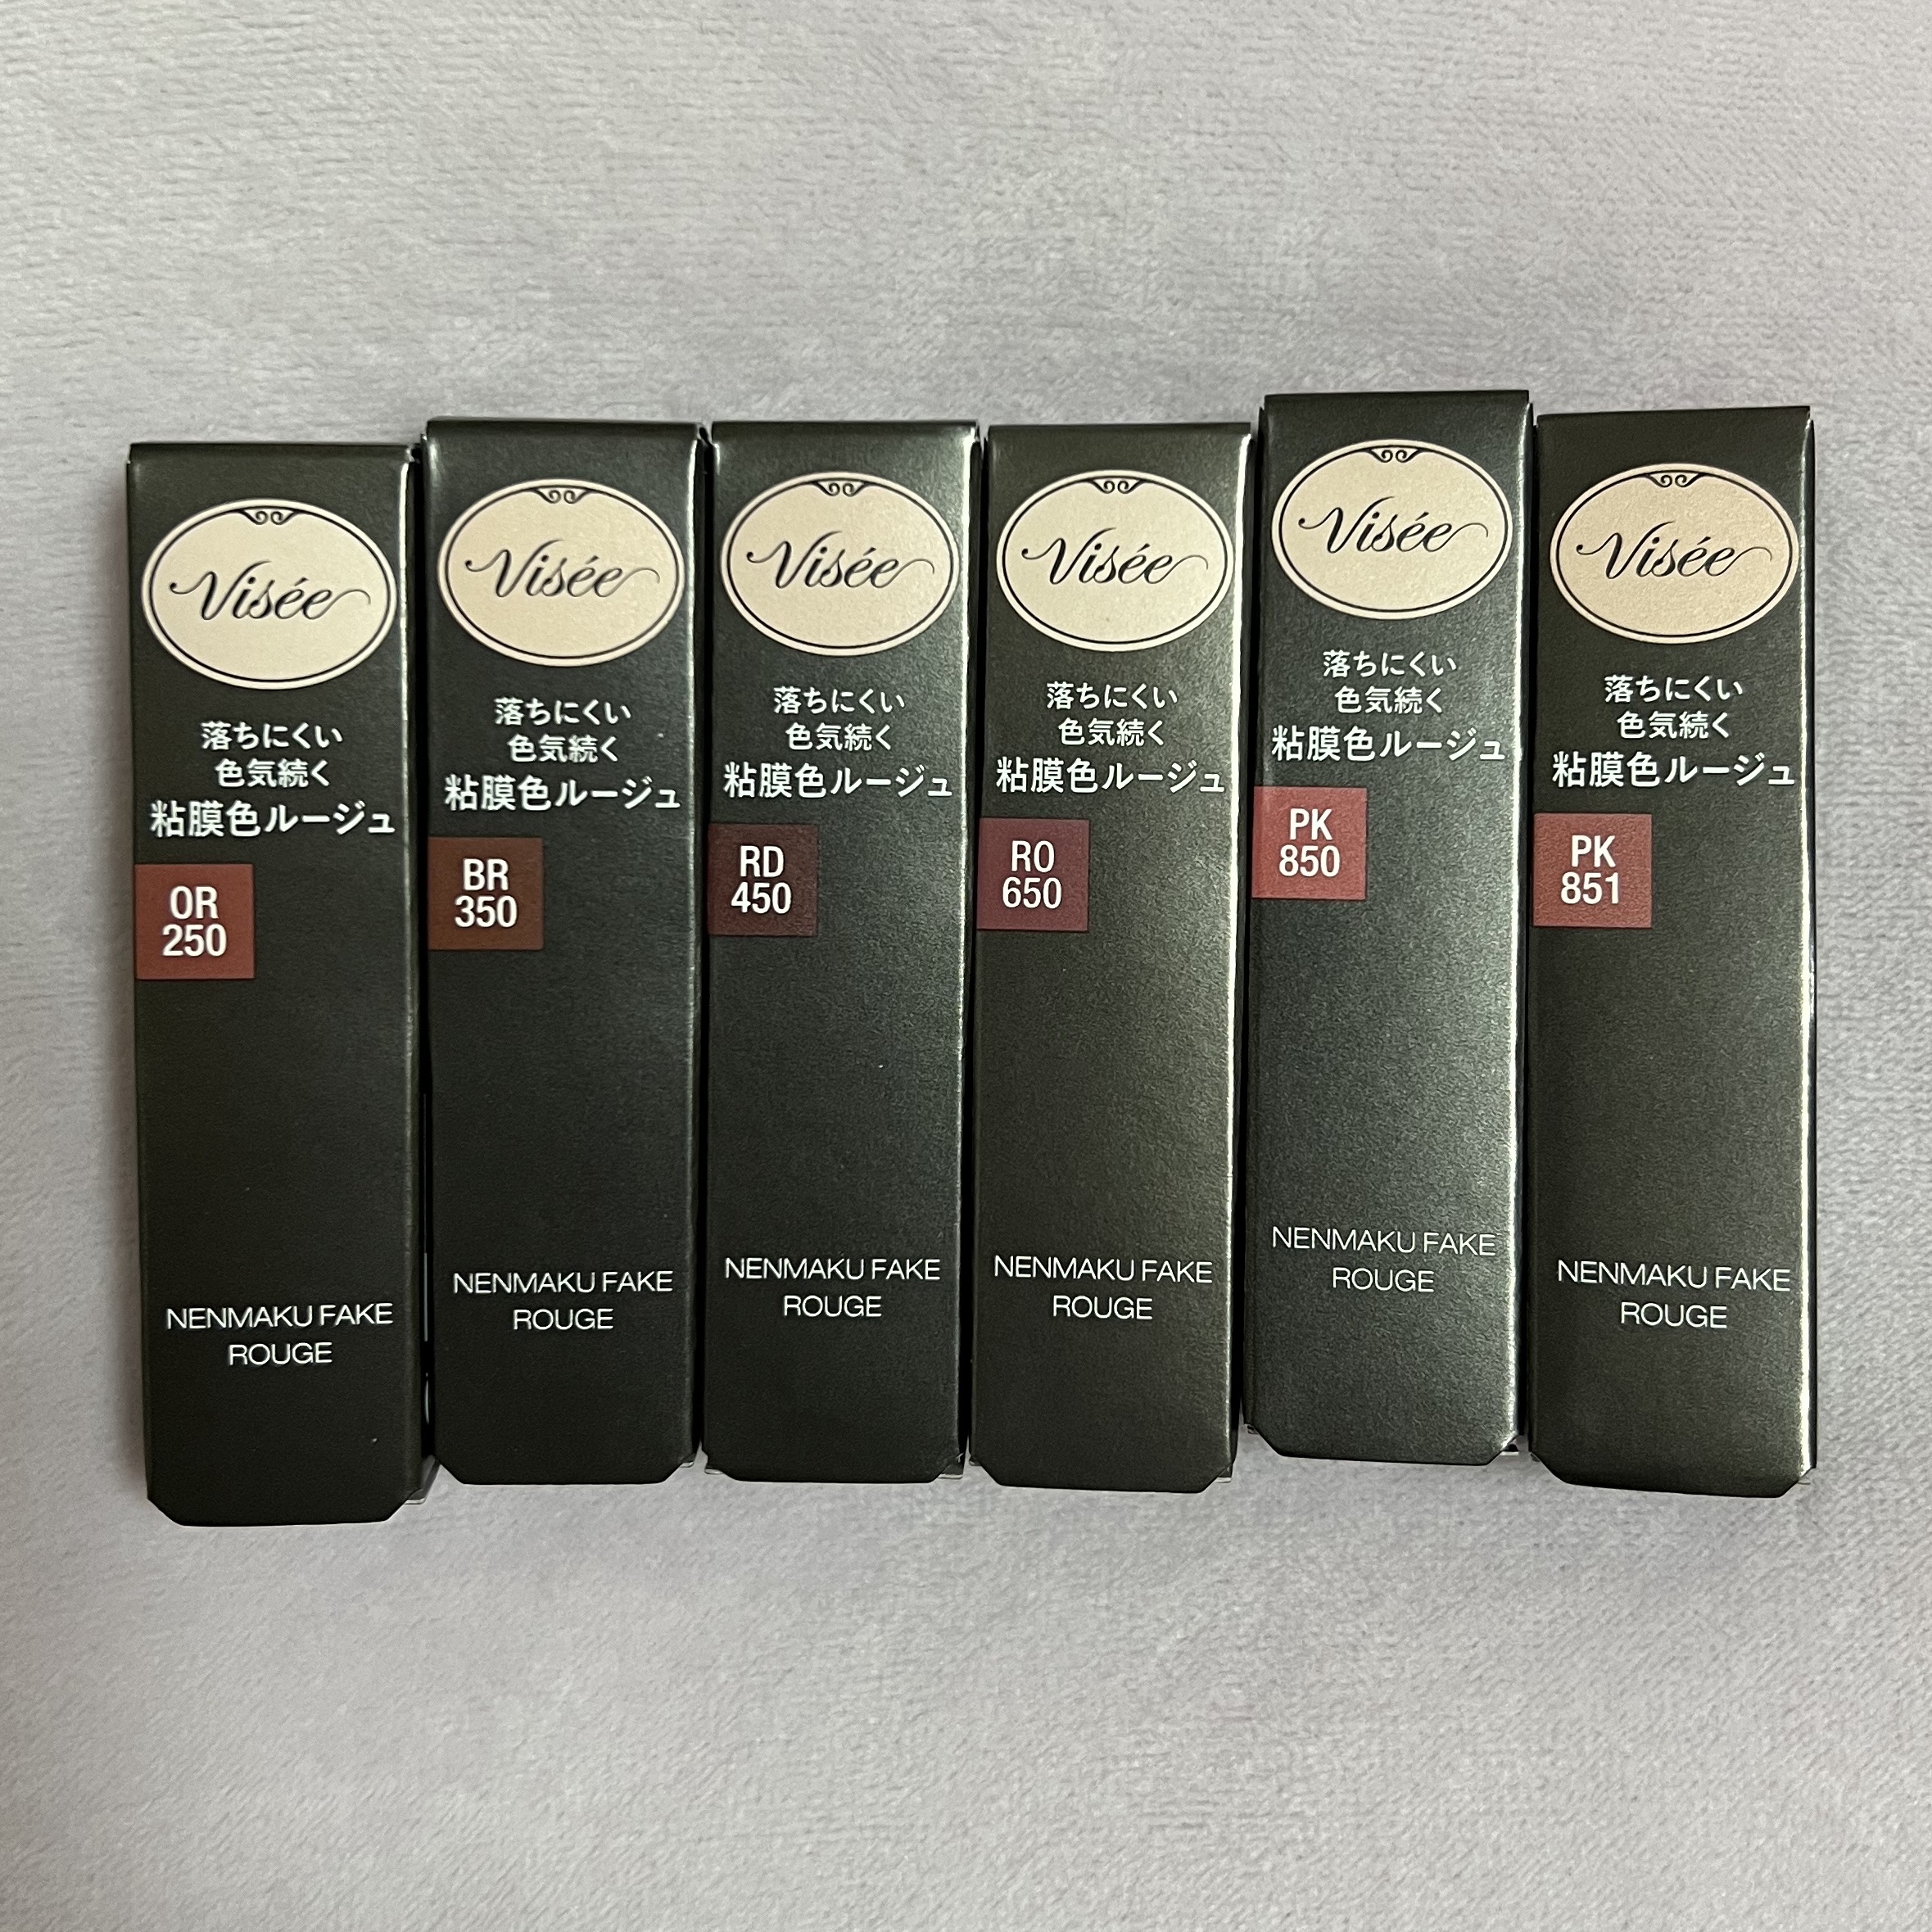 Visée
落ちにくい
色気続く
粘膜色ルージュ
OR
250
NENMAKU FAKE
ROUGE
Visée
落ちにくい
色気続く
粘膜色ルージュ
BR
350
NENMAKU FAKE
ROUGE
Visée
落ちにくい
色気続く
粘膜色ルージュ
RD
450
NENMAKU FAKE
ROUGE
Visée
落ちにくい
色気続く
粘膜色ルージュ
RO
650
NENMAKU FAKE
ROUGE
Visée
落ちにくい
色気続く
粘膜色ルージュ
PK
850
NENMAKU FAKE
ROUGE
Visée
落ちにくい
色気続く
粘膜色ルージュ
PK
851
NENMAKU FAKE
ROUGE